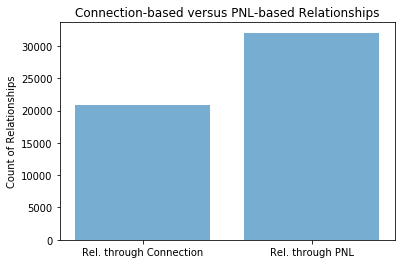 Connection-based versus PNL-based Relationships
Count of Relationships
30000
25000
20000
15000
10000
5000
0
Rel. through Connection
Rel. through PNL